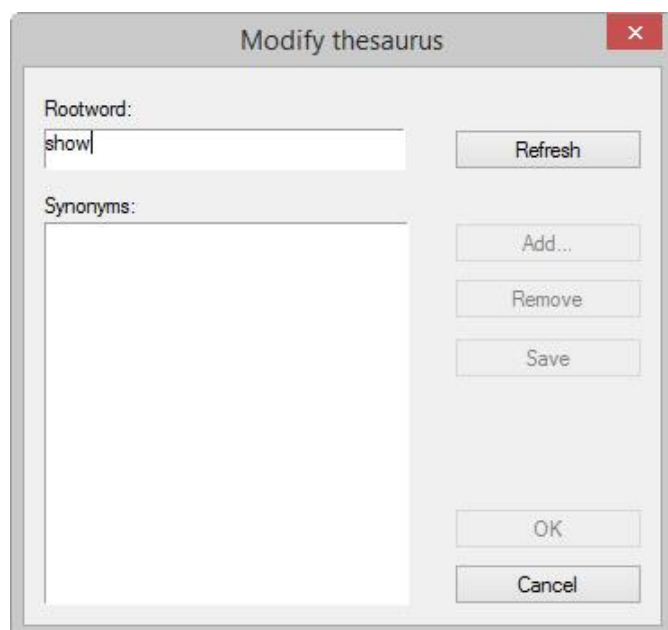 Modify thesaurus
Rootword:
show
Refresh
Synonyms:
Add...
Remove
Save
OK
Cancel